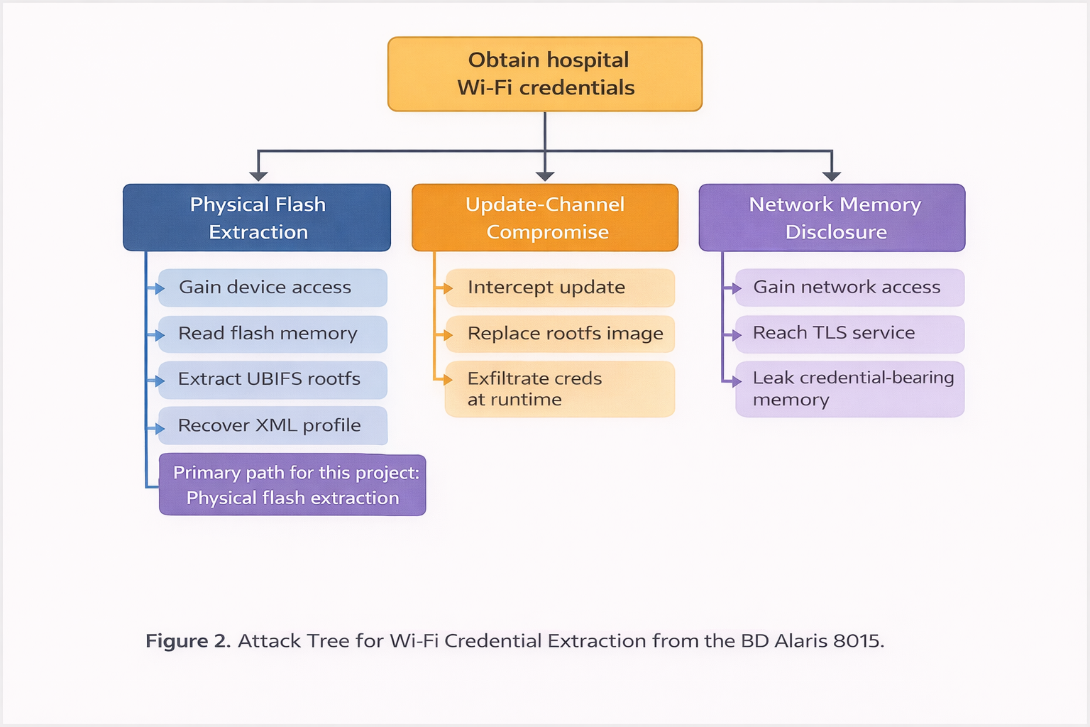 Obtain hospital
Wi-Fi credentials
Physical Flash
Extraction
Gain device access
Read flash memory
Extract UBIFS rootfs
Recover XML profile
Primary path for this project:
Physical flash extraction
Update-Channel
Compromise
Intercept update
Replace rootfs image
Exfiltrate creds
at runtime
Network Memory
Disclosure
Gain network access
Reach TLS service
Leak credential-bearing
memory
Figure 2. Attack Tree for Wi-Fi Credential Extraction from the BD Alaris 8015.